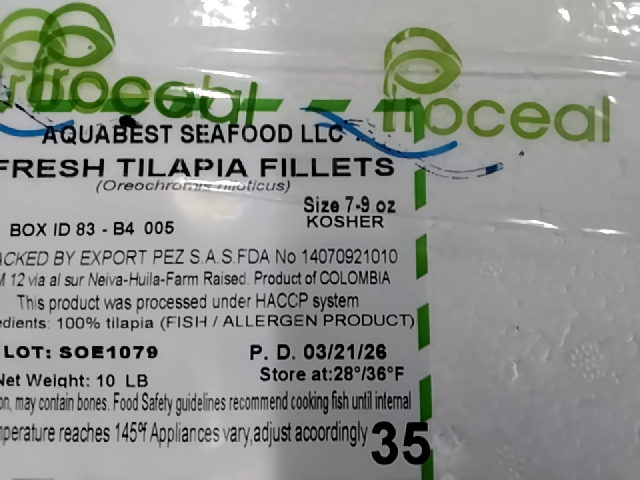 troceal
troceal
AQUABEST SEAFOOD LLC
FRESH TILAPIA FILLETS
(Oreochromis niloticus)
Size 7-9 oz
KOSHER
BOX ID 83 - B4 005
ACKED BY EXPORT PEZ S.A.S.FDA No 14070921010
M 12 via al sur Neiva-Huila-Farm Raised. Product of COLOMBIA
This product was processed under HACCP system
edients: 100% tilapia (FISH / ALLERGEN PRODUCT)
LOT: SOE1079
P. D. 03/21/26
Net Weight: 10 LB
Store at:28°/36°F
on, may contain bones. Food Safety guidelines recommend cooking fish until internal
perature reaches 145°f Appliances vary,adjust acoordingly
35